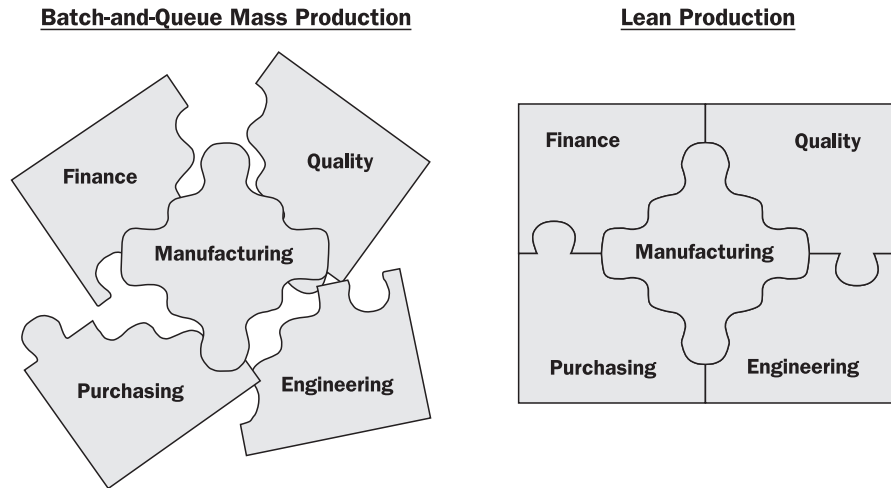 Batch-and-Queue Mass Production
Finance
Quality
Manufacturing
Purchasing
Engineering
Lean Production
Finance
Quality
Manufacturing
Purchasing
Engineering